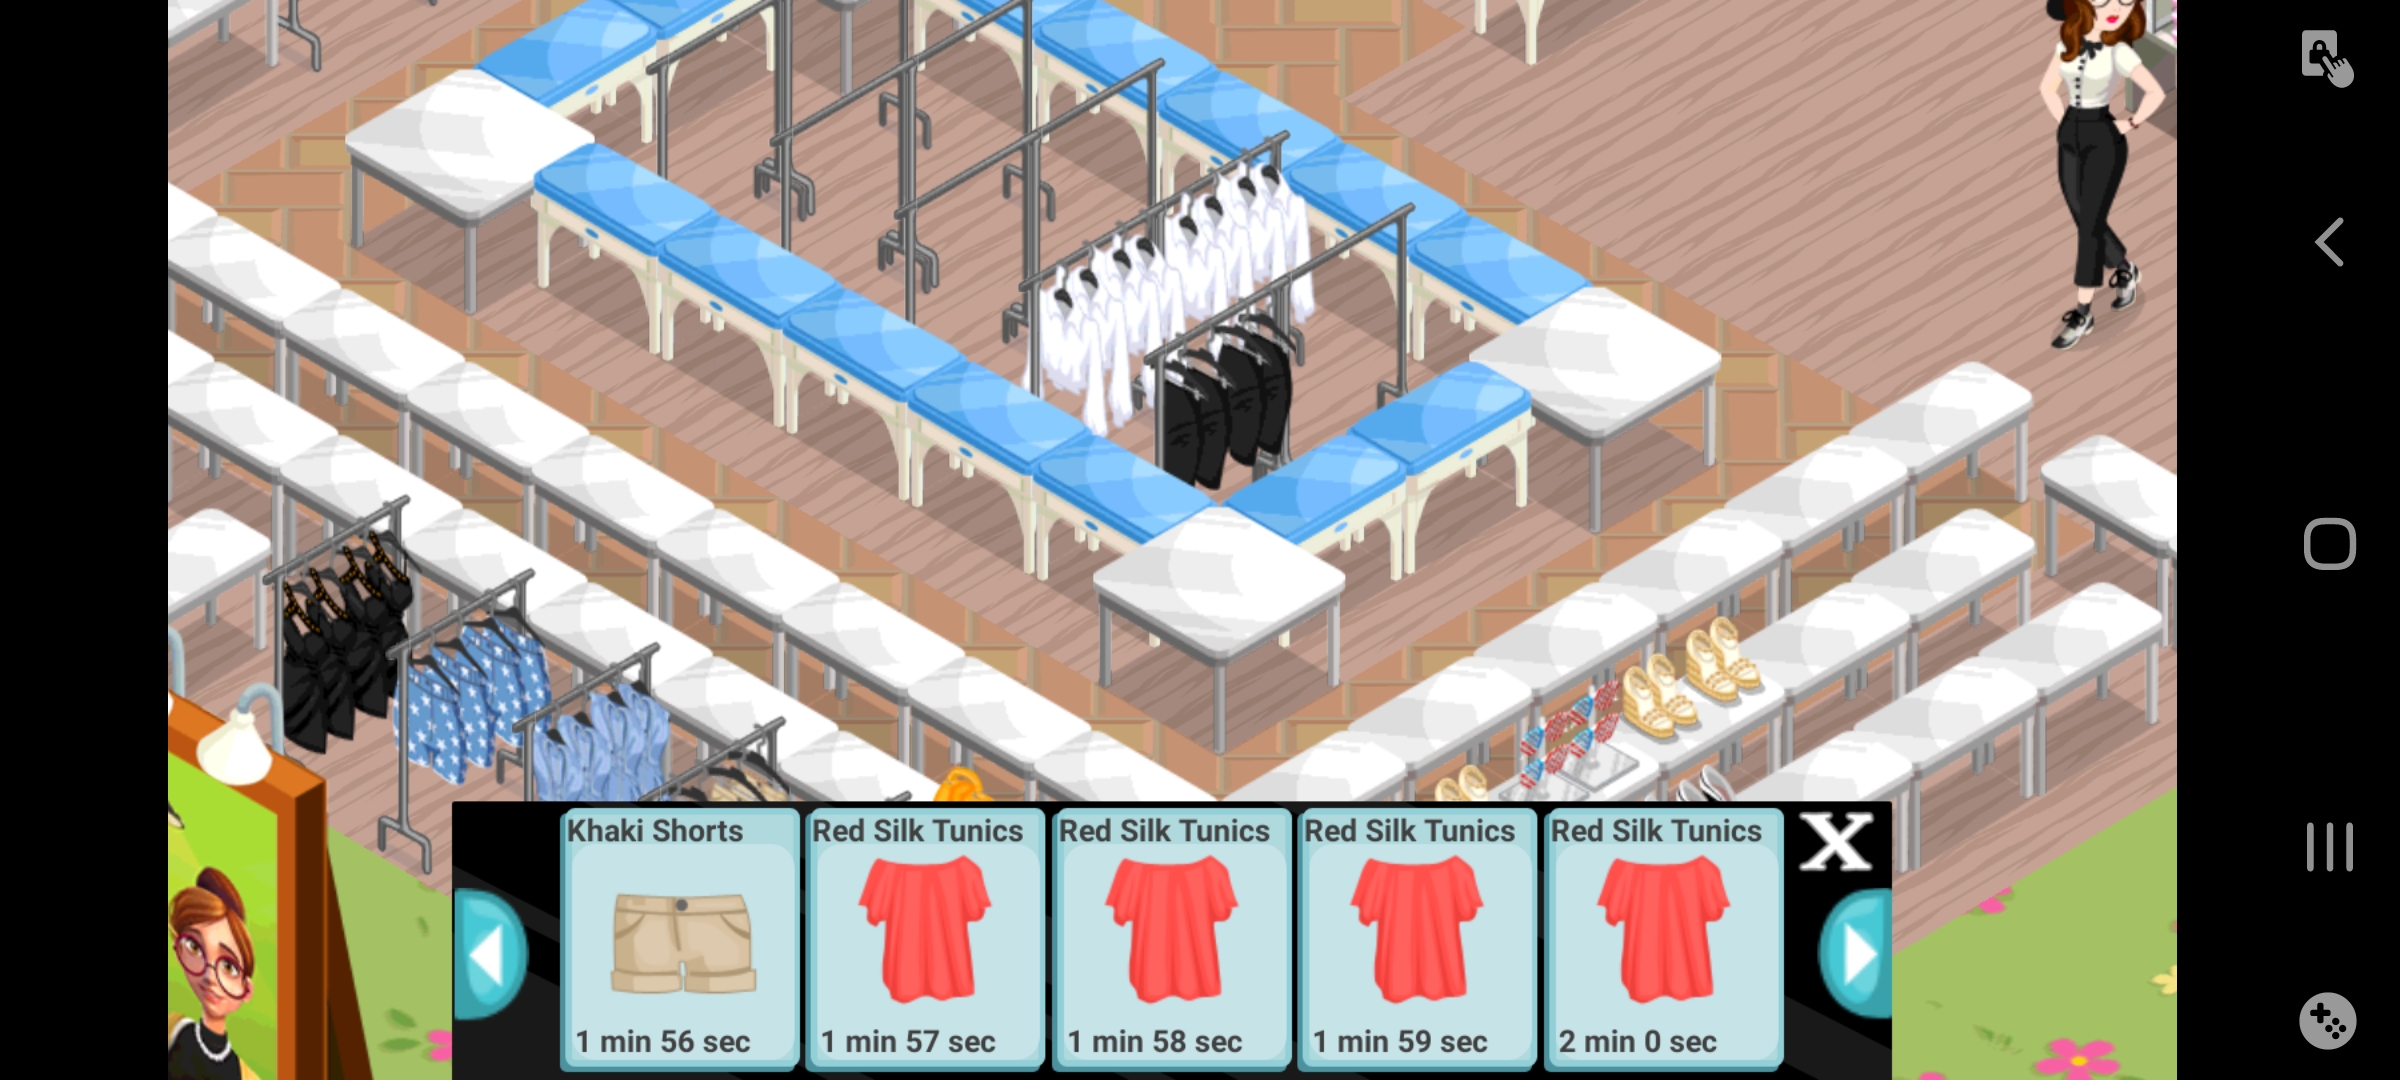 Khaki Shorts
Red Silk Tunics
Red Silk Tunics
Red Silk Tunics
Red Silk Tunics
X
1 min 56 sec
1 min 57 sec
1 min 58 sec
1 min 59 sec
2 min 0 sec